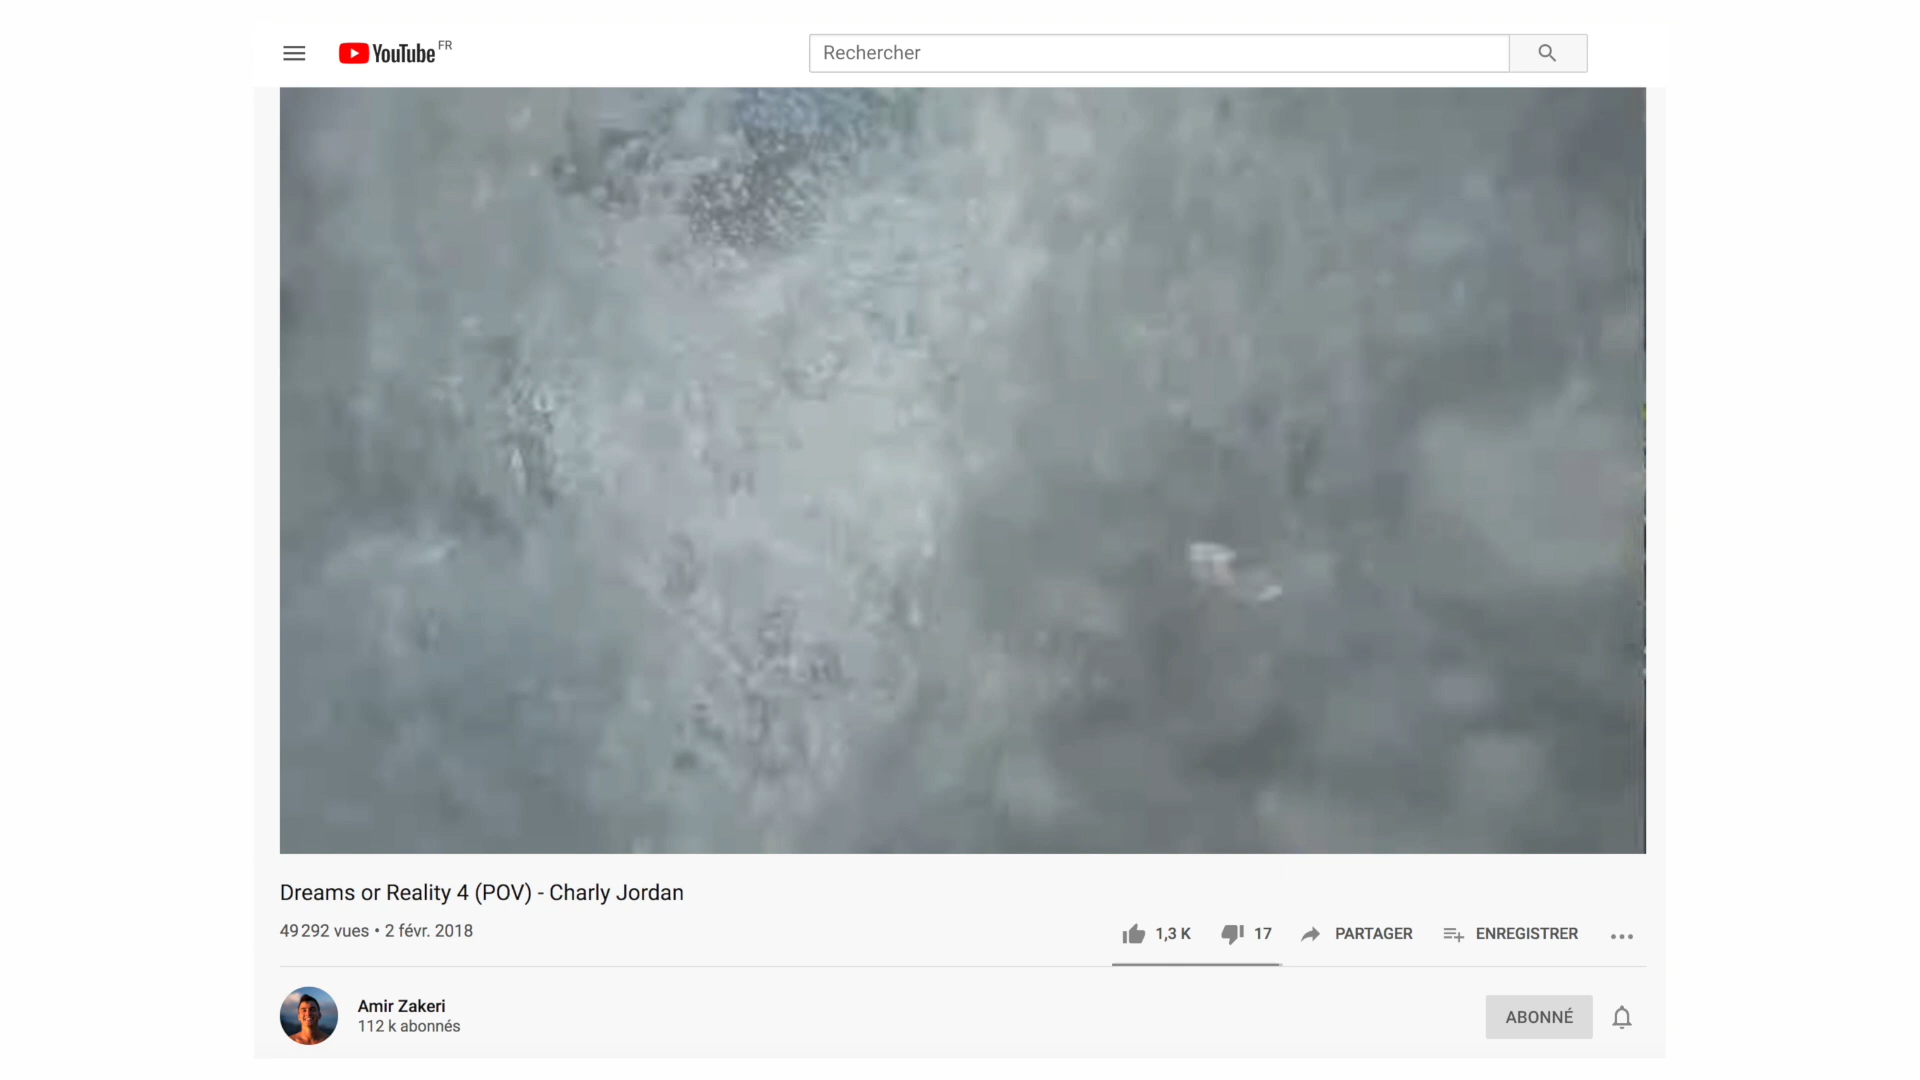 YouTube FR
Rechercher
Dreams or Reality 4 (POV) - Charly Jordan
49 292 vues • 2 févr. 2018
1,3 K
17
PARTAGER
ENREGISTRER
Amir Zakeri
112 k abonnés
ABONNÉ